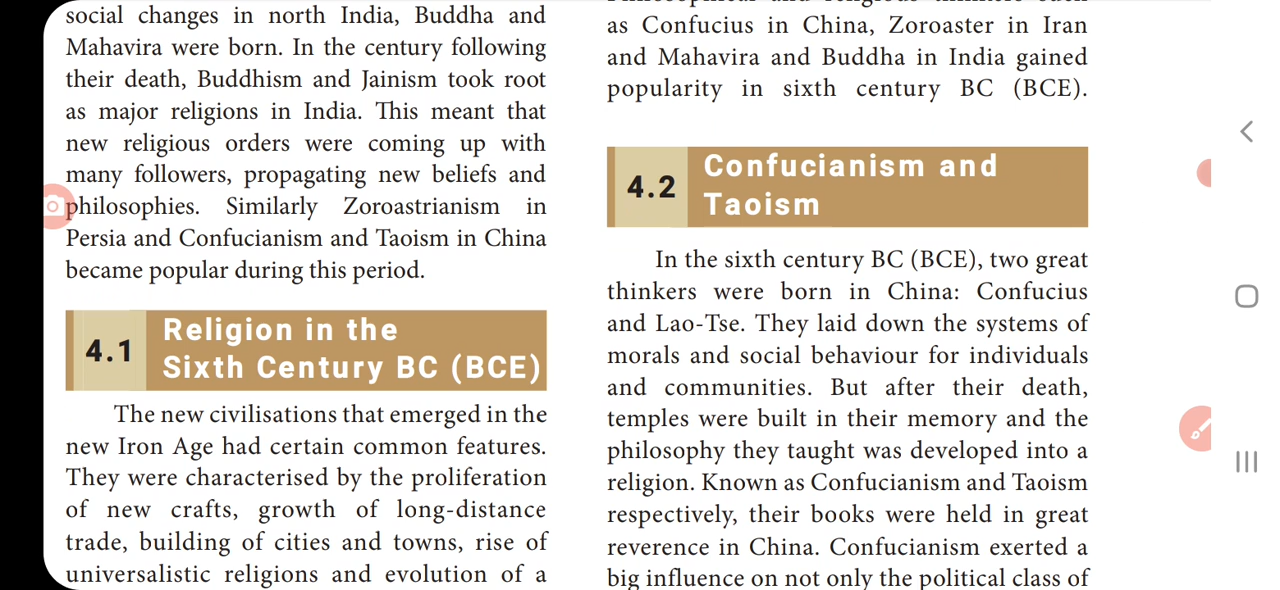 social changes in north India, Buddha and
Mahavira were born. In the century following
their death, Buddhism and Jainism took root
as major religions in India. This meant that
new religious orders were coming up with
many followers, propagating new beliefs and
philosophies. Similarly Zoroastrianism in
Persia and Confucianism and Taoism in China
became popular during this period.
4.1
Religion in the
Sixth Century BC (BCE)
The new civilisations that emerged in the
new Iron Age had certain common features.
They were characterised by the proliferation
of new crafts, growth of long-distance
trade, building of cities and towns, rise of
universalistic religions and evolution of a
as Confucius in China, Zoroaster in Iran
and Mahavira and Buddha in India gained
popularity in sixth century BC (BCE).
4.2
Confucianism and
Taoism
In the sixth century BC (BCE), two great
thinkers were born in China: Confucius
and Lao-Tse. They laid down the systems of
morals and social behaviour for individuals
and communities. But after their death,
temples were built in their memory and the
philosophy they taught was developed into a
religion. Known as Confucianism and Taoism
respectively, their books were held in great
reverence in China. Confucianism exerted a
big influence on not only the political class of